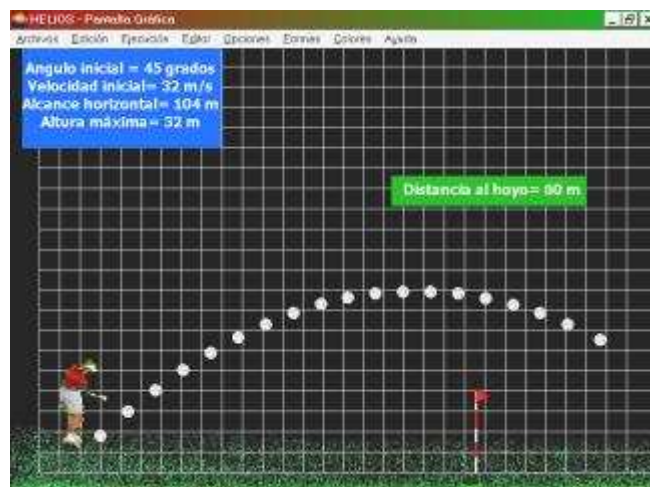 HELIOS - Pantalla Gráfica
Archivos Edición Ejecución Editor Opciones Formas Colores Ayuda
Angulo inicial = 45 grados
Velocidad inicial= 32 m/s
Alcance horizontal= 104 m
Altura máxima= 32 m
Distancia al hoyo= 80 m